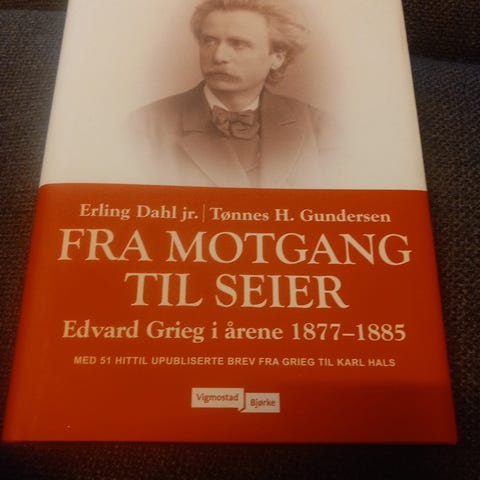 Erling Dahl jr. | Tønnes H. Gundersen
FRA MOTGANG
TIL SEIER
Edvard Grieg i årene 1877–1885
MED 51 HITTIL UPUBLISERTE BREV FRA GRIEG TIL KARL HALS
Vigmostad
Bjørke